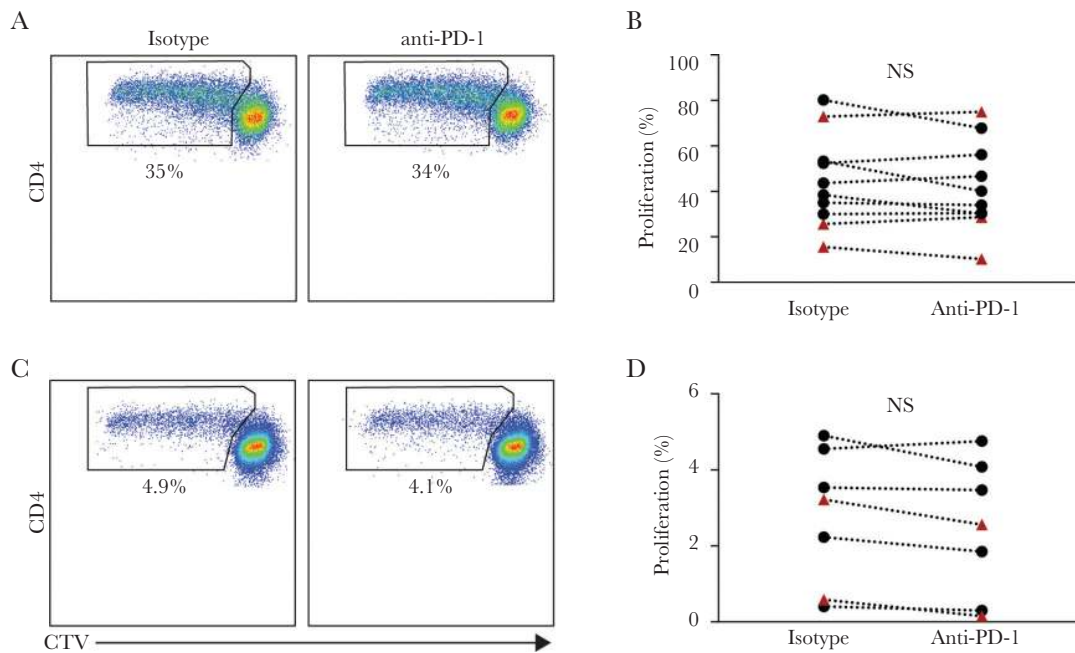 A
Isotype
anti-PD-1
CD4
35%
34%
B
NS
Proliferation (%)
100
80
60
40
20
0
Isotype
Anti-PD-1
C
CD4
4.9%
4.1%
CTV
D
NS
Proliferation (%)
6
4
2
0
Isotype
Anti-PD-1